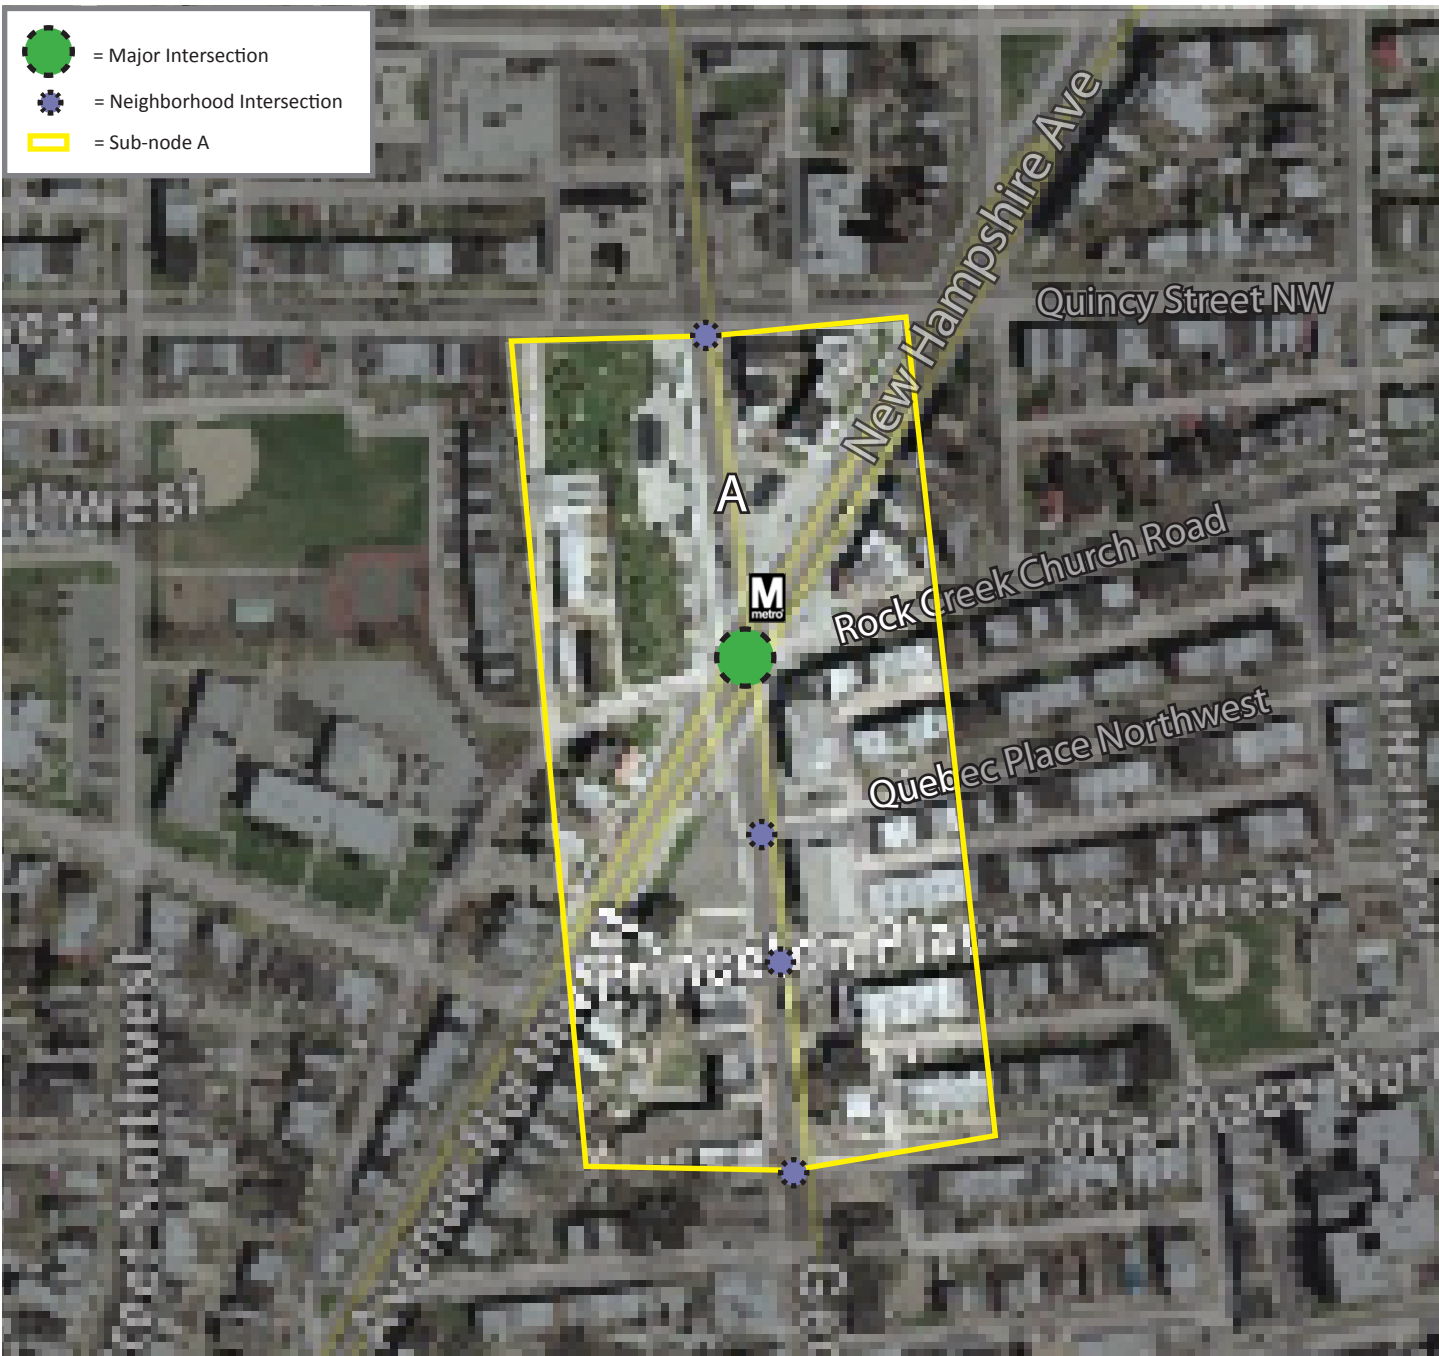 = Major Intersection
= Neighborhood Intersection
= Sub-node A
New Hampshire Ave
Quincy Street NW
A
M
metro
Rock Creek Church Road
Quebec Place Northwest